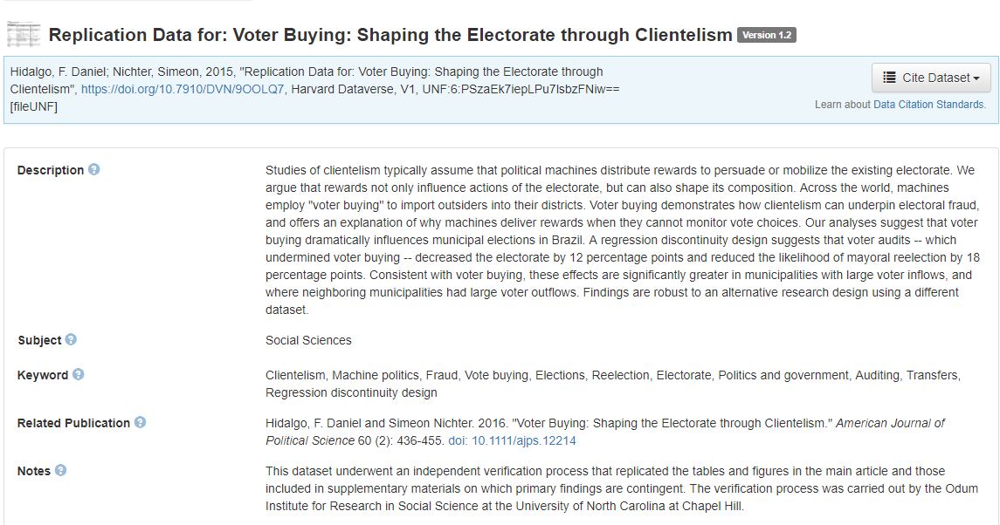 Replication Data for: Voter Buying: Shaping the Electorate through Clientelism Version 1.2
Hidalgo, F. Daniel; Nichter, Simeon, 2015, "Replication Data for: Voter Buying: Shaping the Electorate through
Clientelism", https://doi.org/10.7910/DVN/9OOLQ7, Harvard Dataverse, V1, UNF:6:PSzaEk7iepLPu7IsbzFNiw==
[fileUNF]
Cite Dataset
Learn about Data Citation Standards.
Description
Studies of clientelism typically assume that political machines distribute rewards to persuade or mobilize the existing electorate. We
argue that rewards not only influence actions of the electorate, but can also shape its composition. Across the world, machines
employ "voter buying" to import outsiders into their districts. Voter buying demonstrates how clientelism can underpin electoral fraud,
and offers an explanation of why machines deliver rewards when they cannot monitor vote choices. Our analyses suggest that voter
buying dramatically influences municipal elections in Brazil. A regression discontinuity design suggests that voter audits -- which
undermined voter buying -- decreased the electorate by 12 percentage points and reduced the likelihood of mayoral reelection by 18
percentage points. Consistent with voter buying, these effects are significantly greater in municipalities with large voter inflows, and
where neighboring municipalities had large voter outflows. Findings are robust to an alternative research design using a different
dataset.
Subject
Social Sciences
Keyword
Clientelism, Machine politics, Fraud, Vote buying, Elections, Reelection, Electorate, Politics and government, Auditing, Transfers,
Regression discontinuity design
Related Publication
Hidalgo, F. Daniel and Simeon Nichter. 2016. "Voter Buying: Shaping the Electorate through Clientelism." American Journal of
Political Science 60 (2): 436-455. doi: 10.1111/ajps.12214
Notes
This dataset underwent an independent verification process that replicated the tables and figures in the main article and those
included in supplementary materials on which primary findings are contingent. The verification process was carried out by the Odum
Institute for Research in Social Science at the University of North Carolina at Chapel Hill.